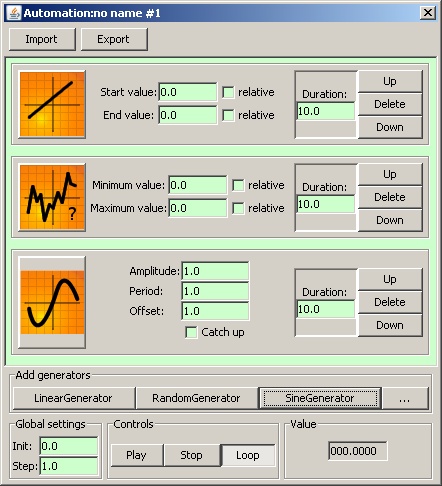 Automation:no name #1
Import Export
Start value: 0.0 relative
End value: 0.0 relative
Duration:
10.0
Up
Delete
Down
?
Minimum value: 0.0 relative
Maximum value: 0.0 relative
Duration:
10.0
Up
Delete
Down
Amplitude: 1.0
Period: 1.0
Offset: 1.0
Catch up
Duration:
10.0
Up
Delete
Down
Add generators
LinearGenerator RandomGenerator SineGenerator ...
Global settings
Init: 0.0
Step: 1.0
Controls
Play Stop Loop
Value
000.0000